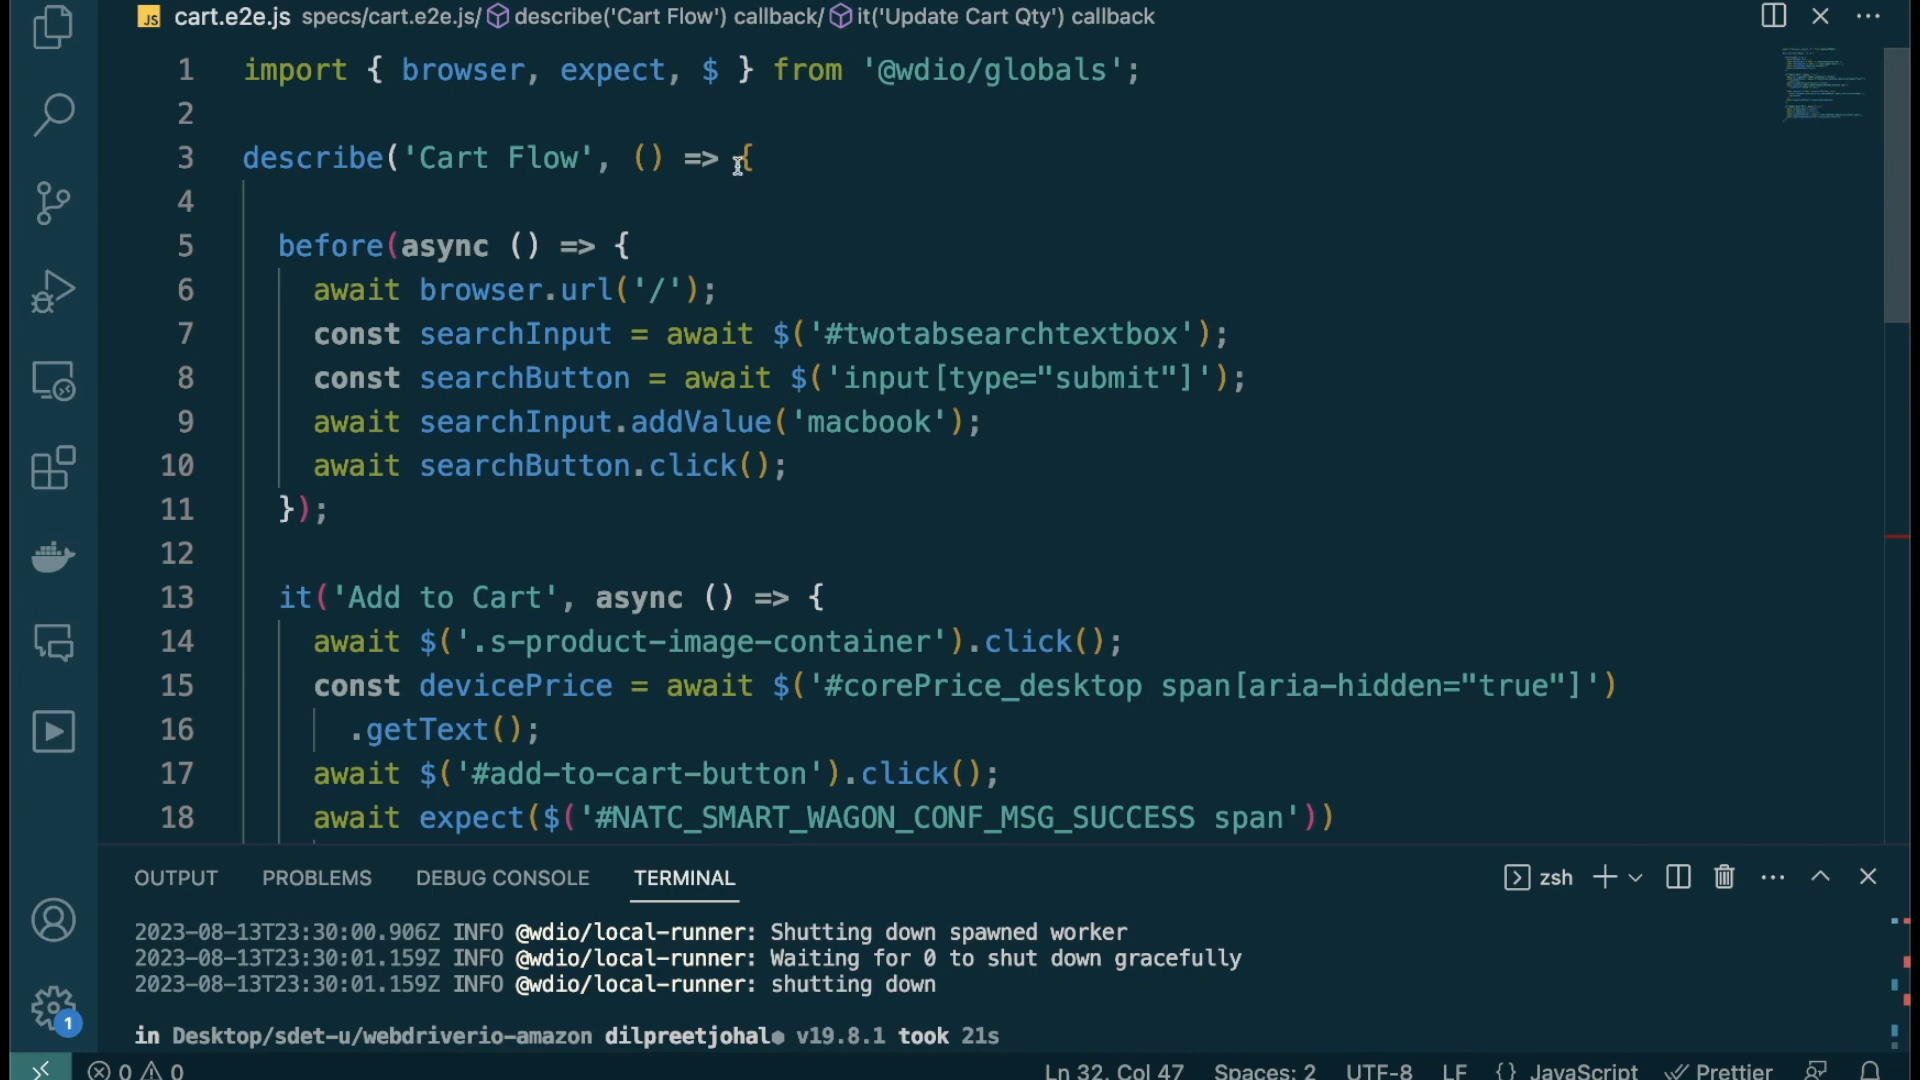 JS cart.e2e.js specs/cart.e2e.js/ describe('Cart Flow') callback/ it('Update Cart Qty') callback
1 import { browser, expect, $ } from '@wdio/globals';
2
3 describe('Cart Flow', () => {
4
5 before(async () => {
6 await browser.url('/');
7 const searchInput = await $('#twotabsearchtextbox');
8 const searchButton = await $('input[type="submit"]');
9 await searchInput.addValue('macbook');
10 await searchButton.click();
11 });
12
13 it('Add to Cart', async () => {
14 await $('.s-product-image-container').click();
15 const devicePrice = await $('#corePrice_desktop span[aria-hidden="true"]')
16 .getText();
17 await $('#add-to-cart-button').click();
18 await expect($('#NATC_SMART_WAGON_CONF_MSG_SUCCESS span'))
OUTPUT PROBLEMS DEBUG CONSOLE TERMINAL zsh
2023-08-13T23:30:00.906Z INFO @wdio/local-runner: Shutting down spawned worker
2023-08-13T23:30:01.159Z INFO @wdio/local-runner: Waiting for 0 to shut down gracefully
2023-08-13T23:30:01.159Z INFO @wdio/local-runner: shutting down
1
in Desktop/sdet-u/webdriverio-amazon dilpreetjohal● v19.8.1 took 21s
0 0 Ln 32, Col 47 Spaces: 2 UTF-8 LF {} JavaScript Prettier